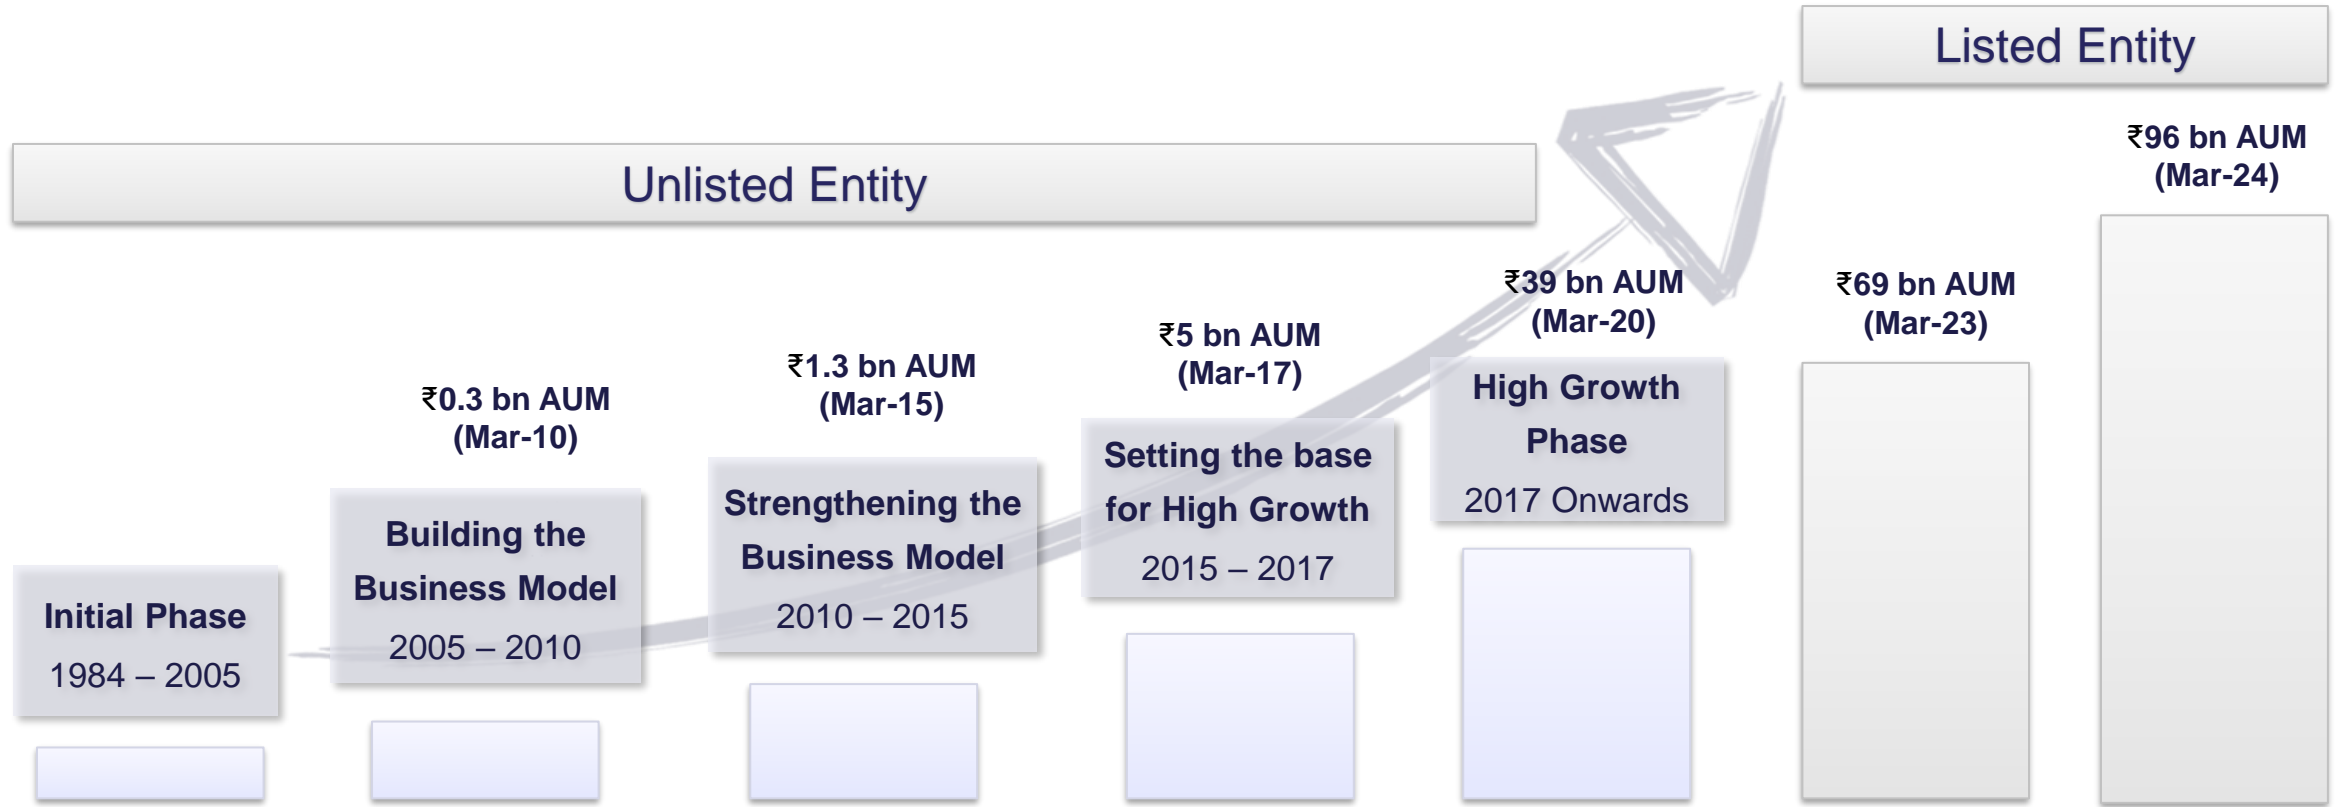 Listed Entity
Unlisted Entity
Initial Phase
1984 – 2005
₹0.3 bn AUM
(Mar-10)
Building the
Business Model
2005 – 2010
₹1.3 bn AUM
(Mar-15)
Strengthening the
Business Model
2010 – 2015
₹5 bn AUM
(Mar-17)
Setting the base
for High Growth
2015 – 2017
₹39 bn AUM
(Mar-20)
High Growth
Phase
2017 Onwards
₹69 bn AUM
(Mar-23)
₹96 bn AUM
(Mar-24)